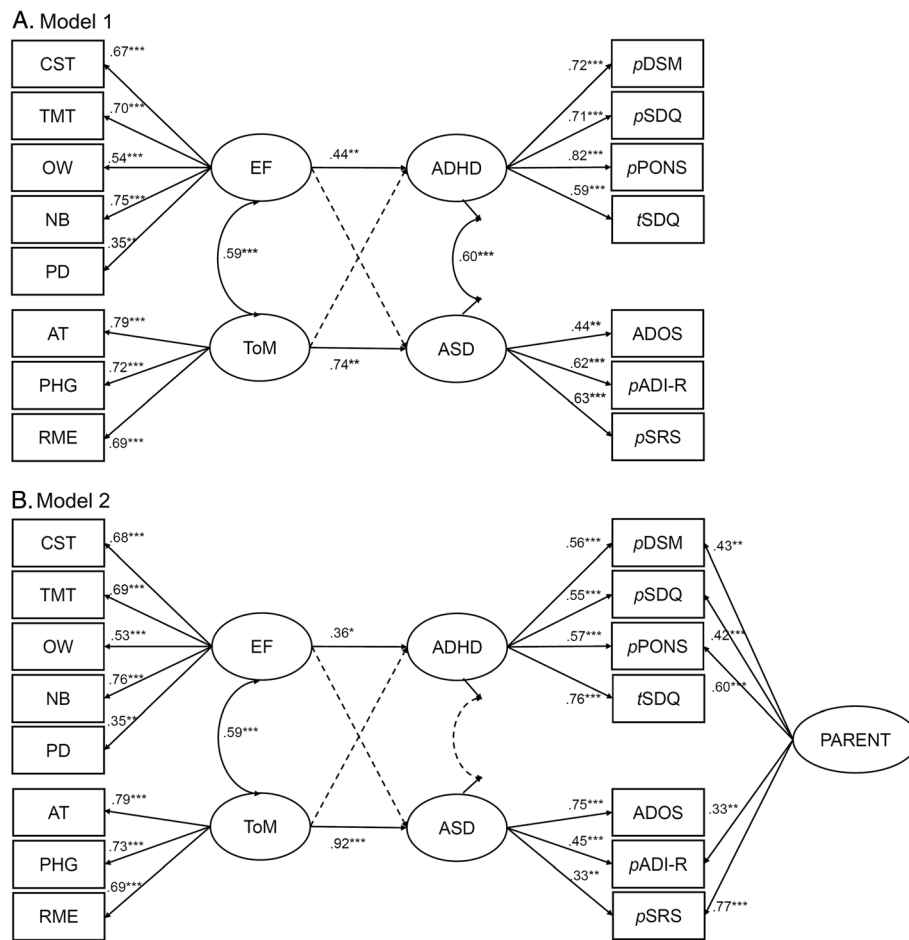 A. Model 1
CST
TMT
OW
NB
PD
AT
PHG
RME
.67***
.70***
.54***
.75***
.35**
.79***
.72***
.69***
EF
ToM
.59***
.44**
.74**
ADHD
ASD
.60***
.72***
.71***
.82***
.59***
.44**
.62***
.63***
pDSM
pSDQ
pPONS
tSDQ
ADOS
pADI-R
pSRS
B. Model 2
CST
TMT
OW
NB
PD
AT
PHG
RME
.68***
.69***
.53***
.76***
.35**
.79***
.73***
.69***
EF
ToM
.59***
.36*
.92***
ADHD
ASD
.56***
.55***
.57***
.76***
.75***
.45***
.33**
pDSM
pSDQ
pPONS
tSDQ
ADOS
pADI-R
pSRS
.43**
.42***
.60***
.33**
.77***
PARENT